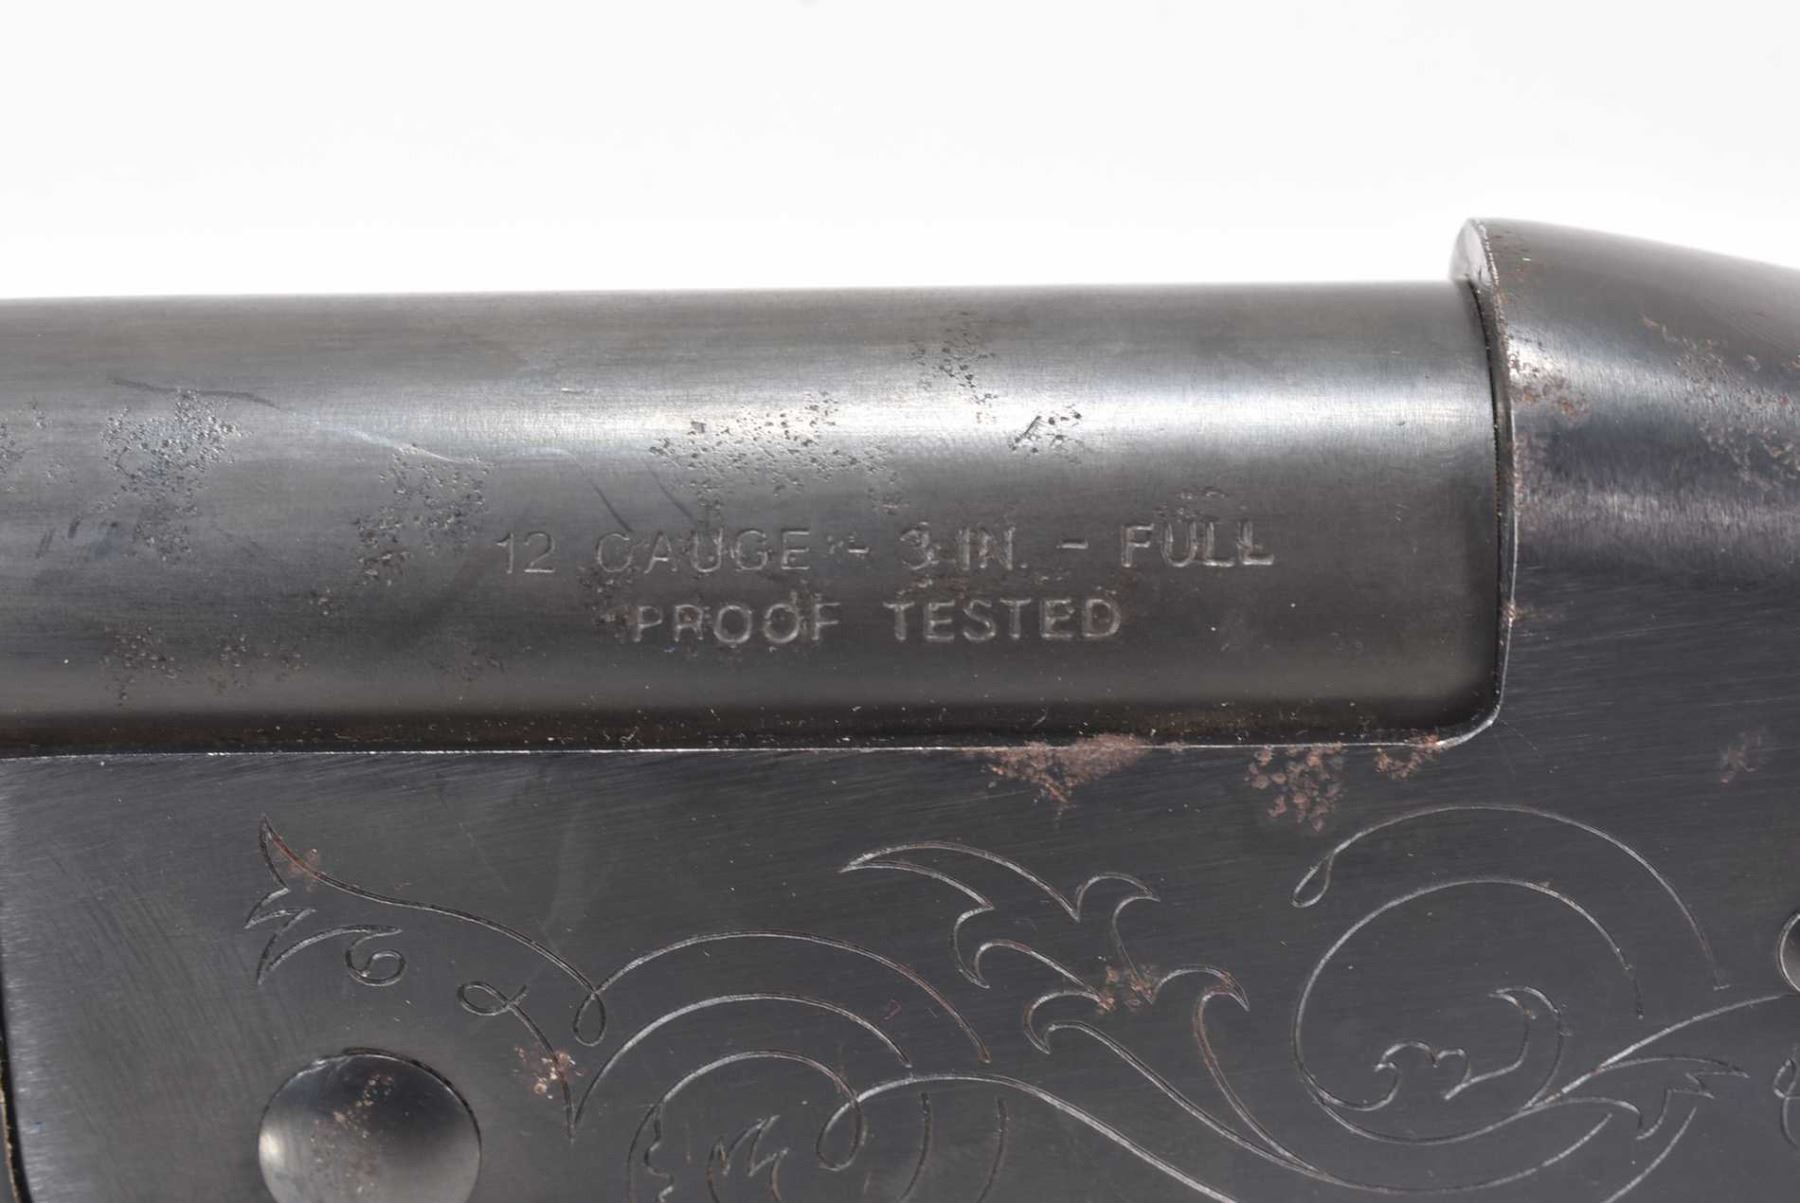 12 GAUGE - 3 IN. - FULL
PROOF TESTED